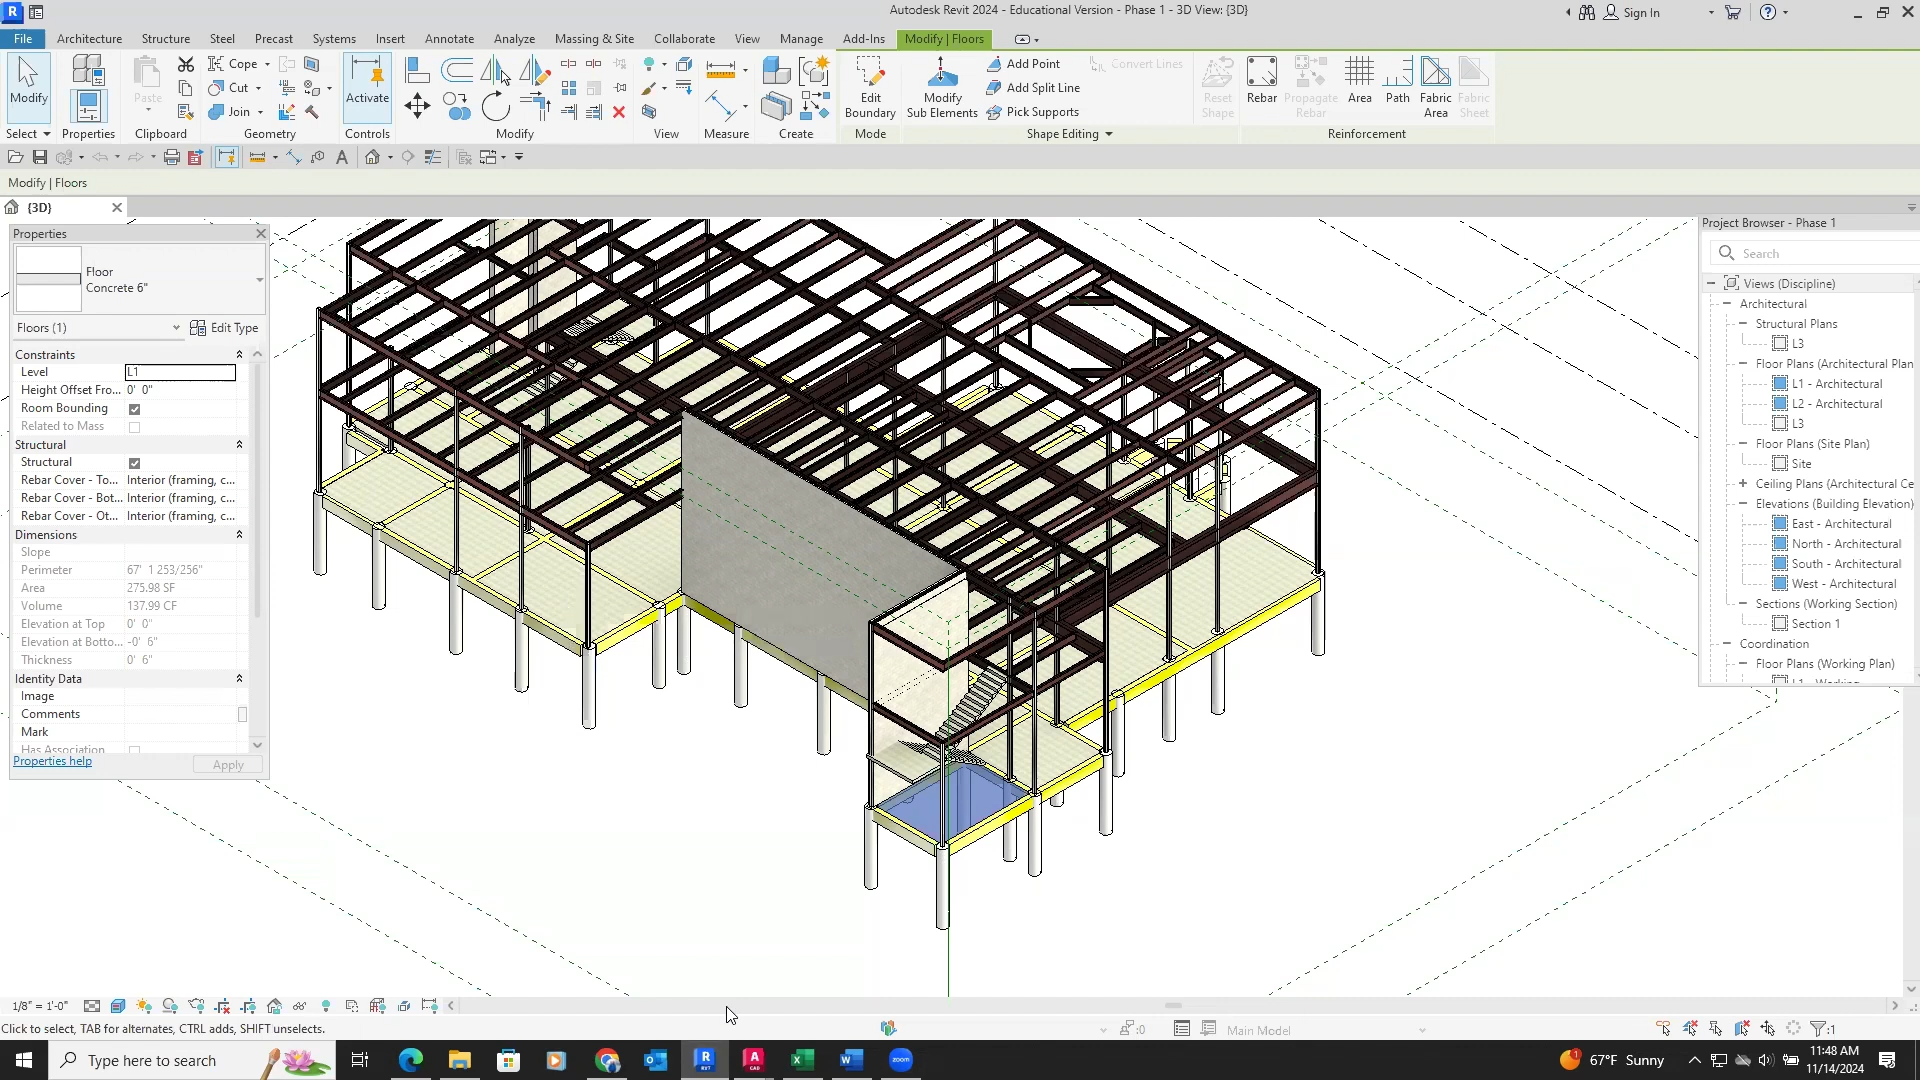 Autodesk Revit 2024 - Educational Version - Phase 1 - 3D View: {3D}
Sign In
File Architecture Structure Steel Precast Systems Insert Annotate Analyze Massing & Site Collaborate View Manage Add-Ins Modify | Floors
Modify
Properties
Paste
Cope
Cut
Join
Activate
Edit Boundary
Modify Sub Elements
Add Point
Add Split Line
Pick Supports
Convert Lines
Reset Shape
Rebar
Propagate Rebar
Area
Path
Fabric Area
Fabric Sheet
Select Properties Clipboard Geometry Controls Modify View Measure Create Mode Shape Editing Reinforcement
Modify | Floors
{3D}
Properties
Floor
Concrete 6"
Floors (1) Edit Type
Constraints
Level L1
Height Offset Fro... 0' 0"
Room Bounding
Related to Mass
Structural
Structural
Rebar Cover - To... Interior (framing, c...
Rebar Cover - Bot... Interior (framing, c...
Rebar Cover - Ot... Interior (framing, c...
Dimensions
Slope
Perimeter 67' 1 253/256"
Area 275.98 SF
Volume 137.99 CF
Elevation at Top 0' 0"
Elevation at Botto... -0' 6"
Thickness 0' 6"
Identity Data
Image
Comments
Mark
Has Association
Properties help Apply
Project Browser - Phase 1
Search
Views (Discipline)
Architectural
Structural Plans
L3
Floor Plans (Architectural Plan
L1 - Architectural
L2 - Architectural
L3
Floor Plans (Site Plan)
Site
Ceiling Plans (Architectural Ce
Elevations (Building Elevation)
East - Architectural
North - Architectural
South - Architectural
West - Architectural
Sections (Working Section)
Section 1
Coordination
Floor Plans (Working Plan)
L1 - Working
1/8" = 1'-0"
Click to select, TAB for alternates, CTRL adds, SHIFT unselects.
:0
Main Model
:1
Type here to search
67°F Sunny
11:48 AM
11/14/2024